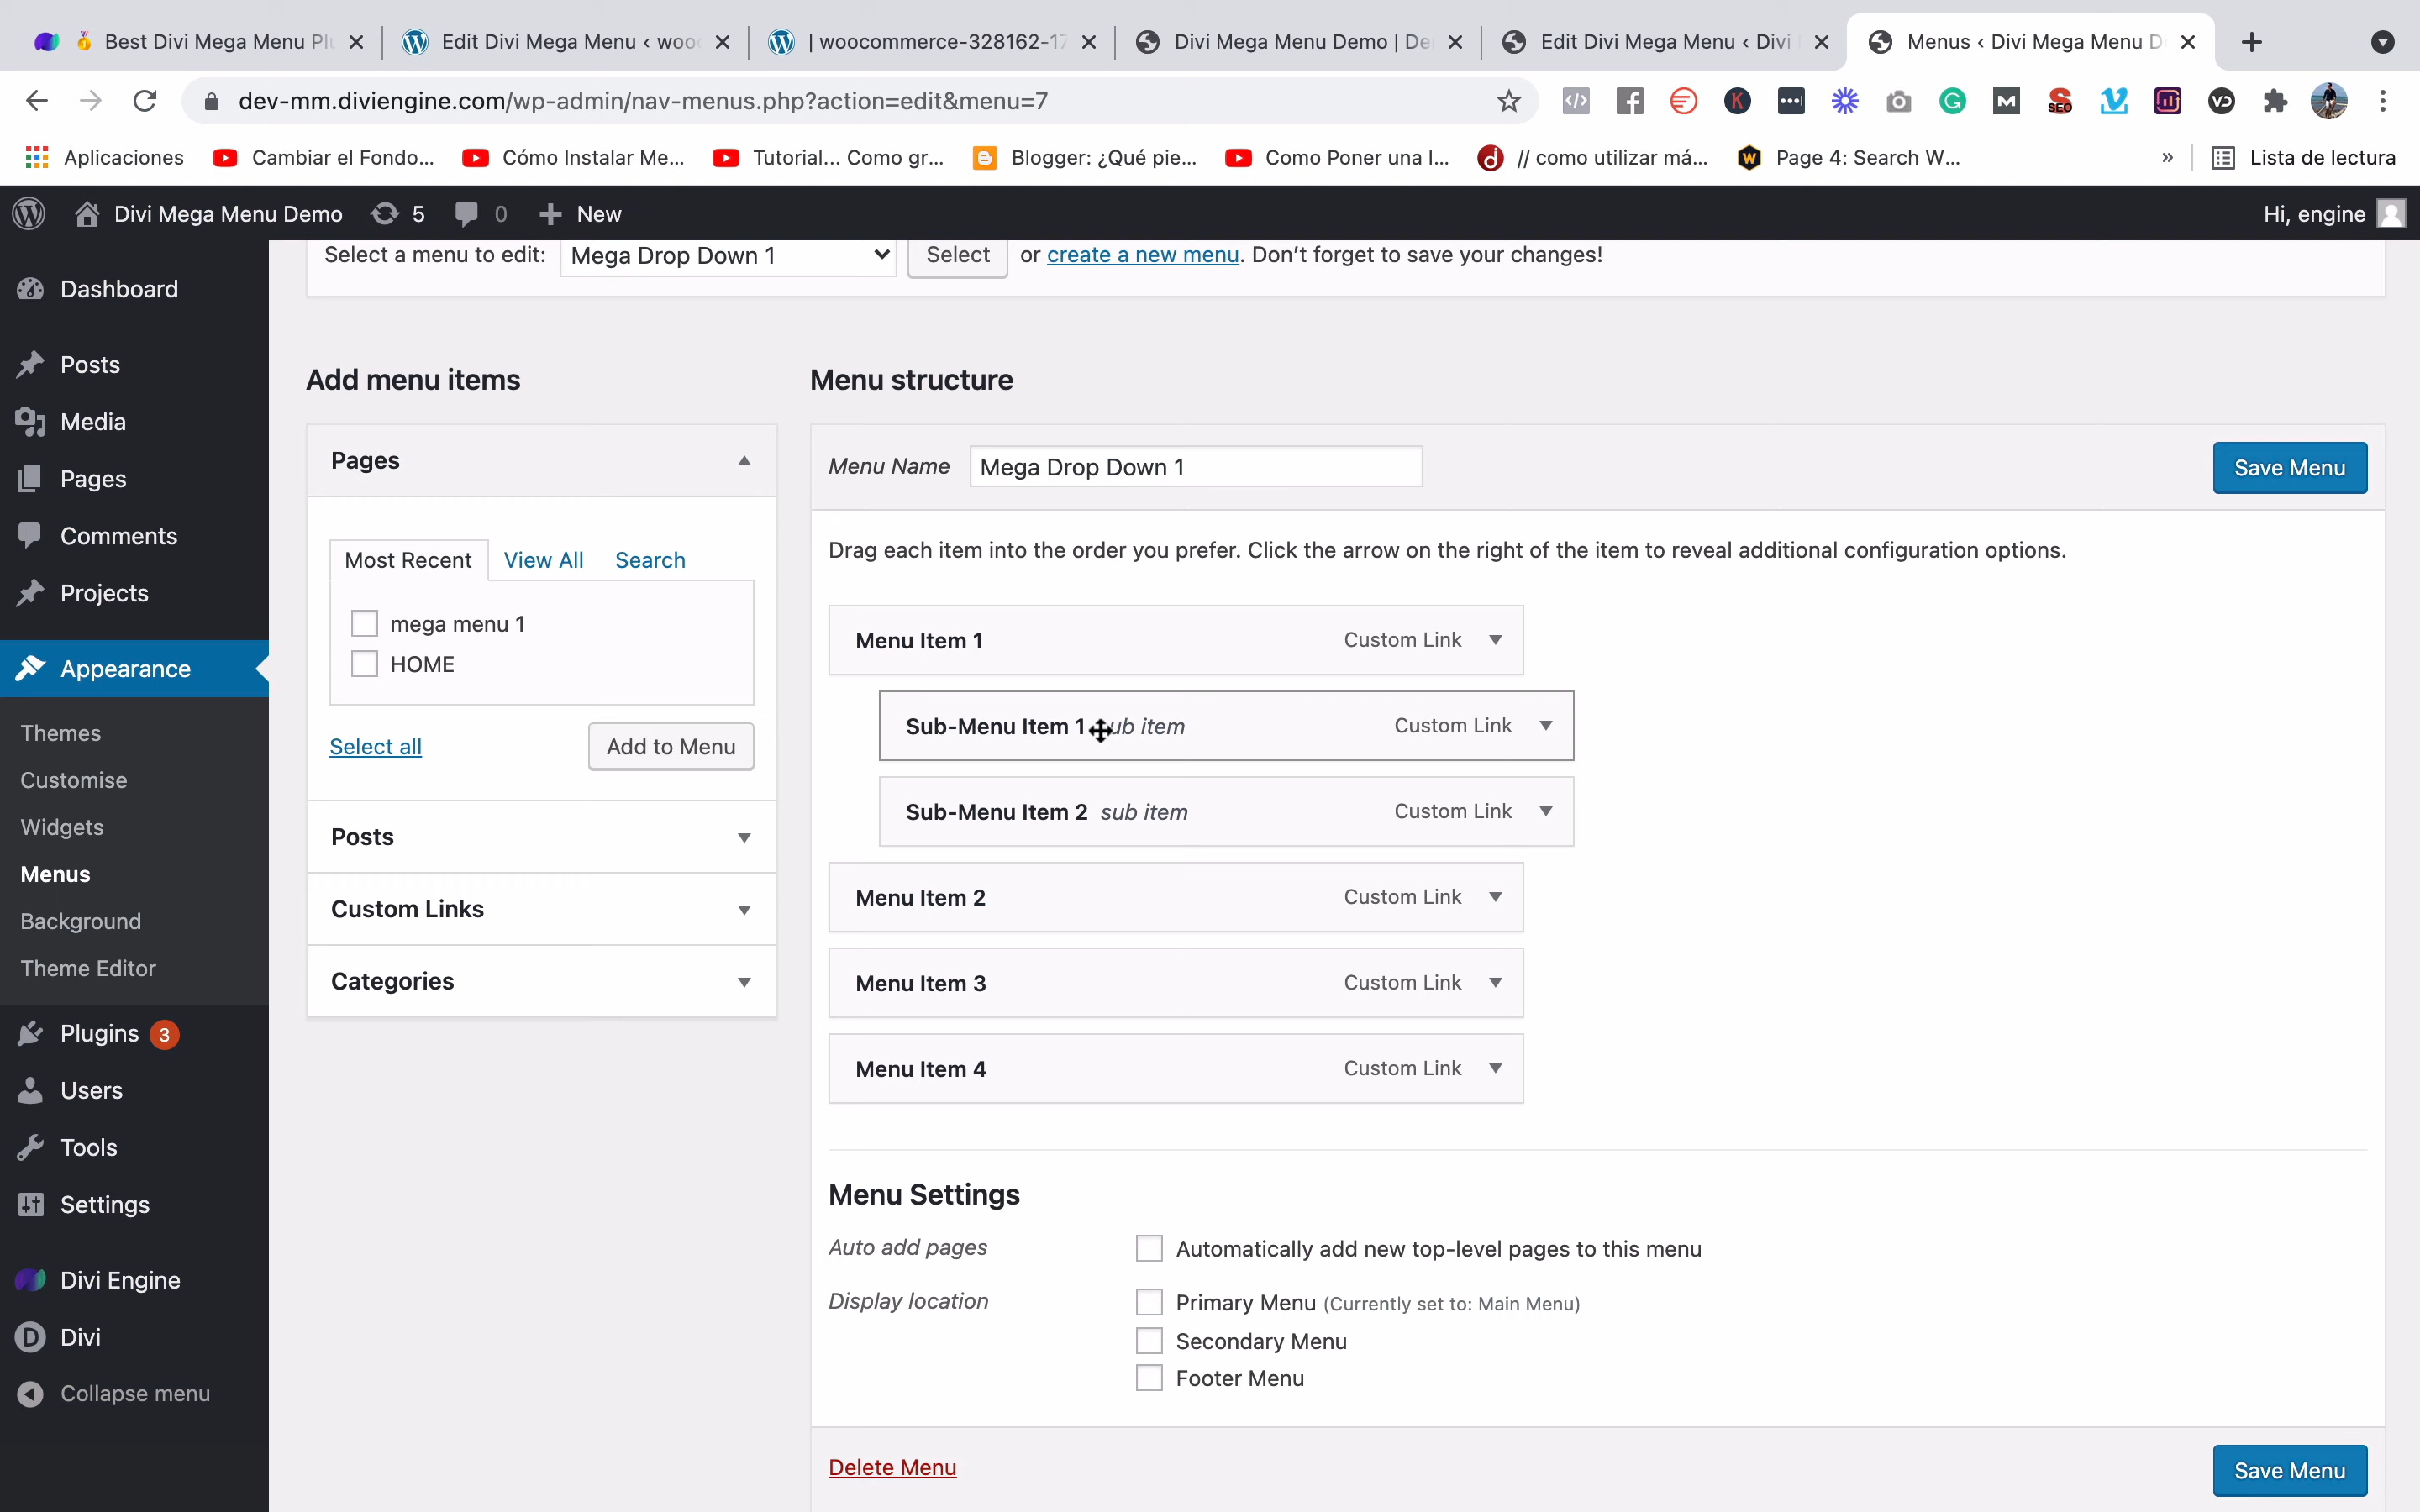 Best Divi Mega Menu Pl
Edit Divi Mega Menu ‹ woo
| woocommerce-328162-17
Divi Mega Menu Demo | De
Edit Divi Mega Menu ‹ Divi
Menus ‹ Divi Mega Menu D
dev-mm.diviengine.com/wp-admin/nav-menus.php?action=edit&menu=7
Aplicaciones
Cambiar el Fondo...
Cómo Instalar Me...
Tutorial... Como gr...
Blogger: ¿Qué pie...
Como Poner una I...
// como utilizar má...
Page 4: Search W...
»
Lista de lectura
Divi Mega Menu Demo
5
0
New
Hi, engine
Dashboard
Posts
Media
Pages
Comments
Projects
Appearance
Themes
Customise
Widgets
Menus
Background
Theme Editor
Plugins 3
Users
Tools
Settings
Divi Engine
Divi
Collapse menu
Select a menu to edit: Mega Drop Down 1 Select or create a new menu. Don’t forget to save your changes!
Add menu items
Pages
Most Recent View All Search
mega menu 1
HOME
Select all Add to Menu
Posts
Custom Links
Categories
Menu structure
Menu Name Mega Drop Down 1 Save Menu
Drag each item into the order you prefer. Click the arrow on the right of the item to reveal additional configuration options.
Menu Item 1 Custom Link
Sub-Menu Item 1 sub item Custom Link
Sub-Menu Item 2 sub item Custom Link
Menu Item 2 Custom Link
Menu Item 3 Custom Link
Menu Item 4 Custom Link
Menu Settings
Auto add pages Automatically add new top-level pages to this menu
Display location Primary Menu (Currently set to: Main Menu)
Secondary Menu
Footer Menu
Delete Menu Save Menu